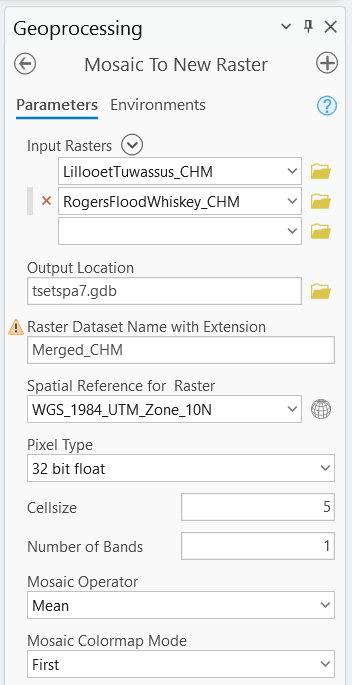 Geoprocessing
Mosaic To New Raster
Parameters Environments
Input Rasters
LillooetTuwassus_CHM
RogersFloodWhiskey_CHM
Output Location
tsetspa7.gdb
Raster Dataset Name with Extension
Merged_CHM
Spatial Reference for Raster
WGS_1984_UTM_Zone_10N
Pixel Type
32 bit float
Cellsize 5
Number of Bands 1
Mosaic Operator
Mean
Mosaic Colormap Mode
First